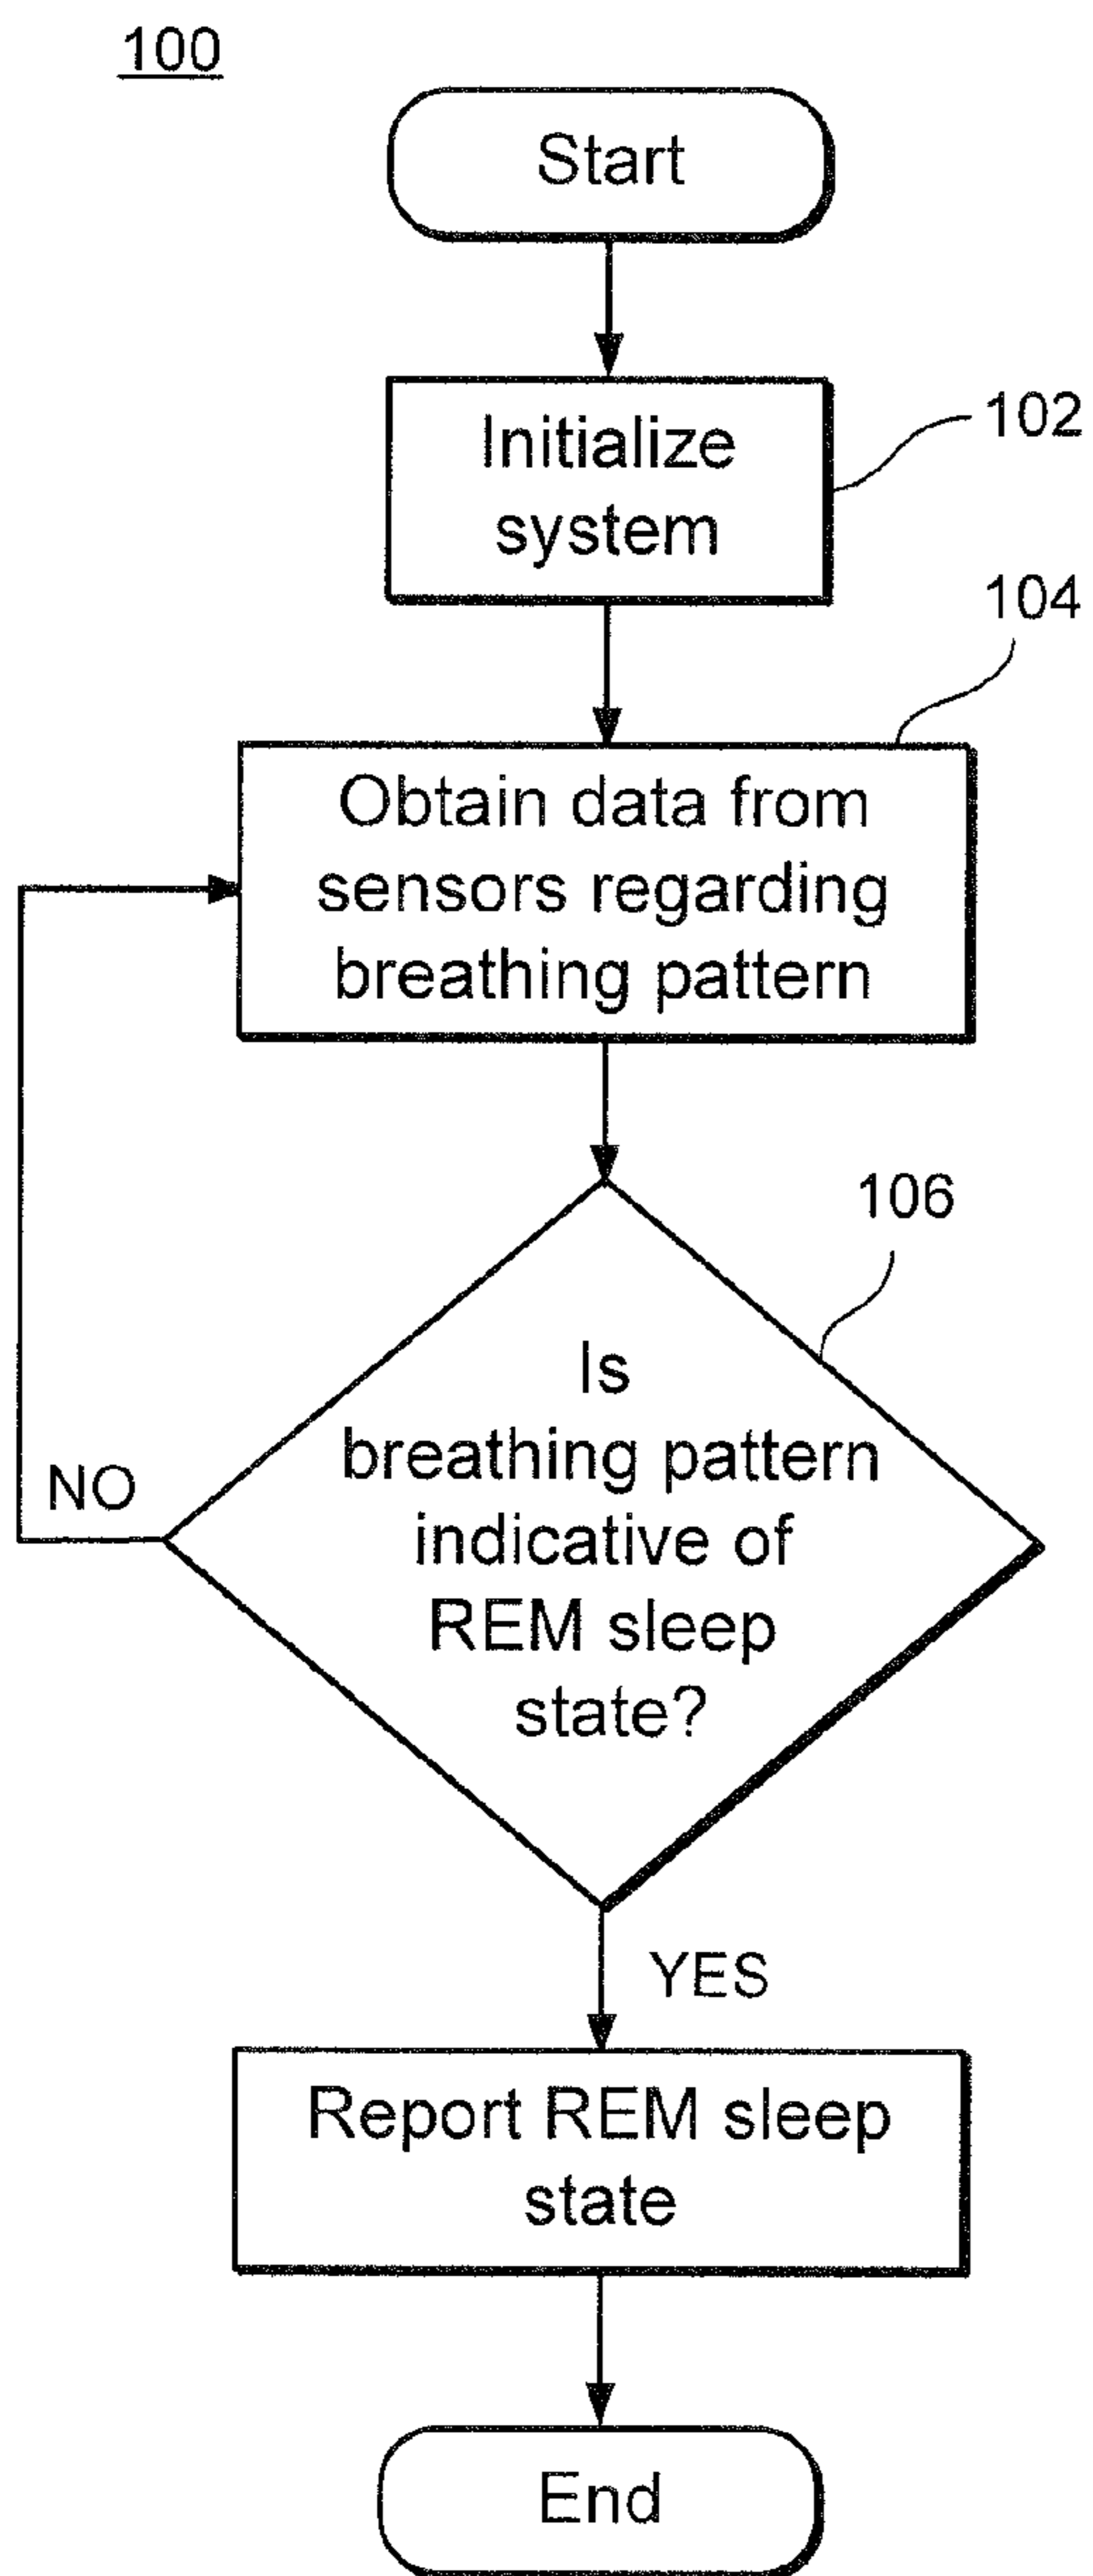 100
Start
Initialize
system
102
104
Obtain data from
sensors regarding
breathing pattern
106
Is
breathing pattern
indicative of
REM sleep
state?
NO
YES
Report REM sleep
state
End